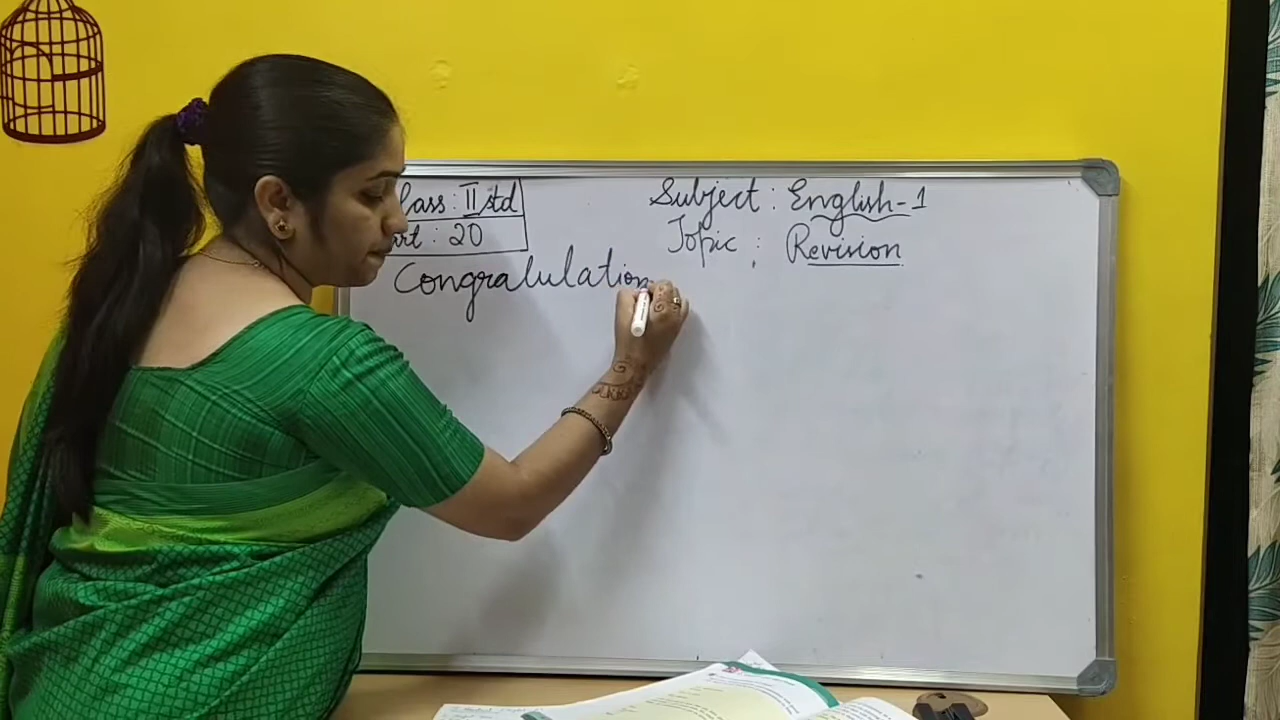 Class: II std
Part: 20
Subject: English-1
Topic: Revision
Congralulation